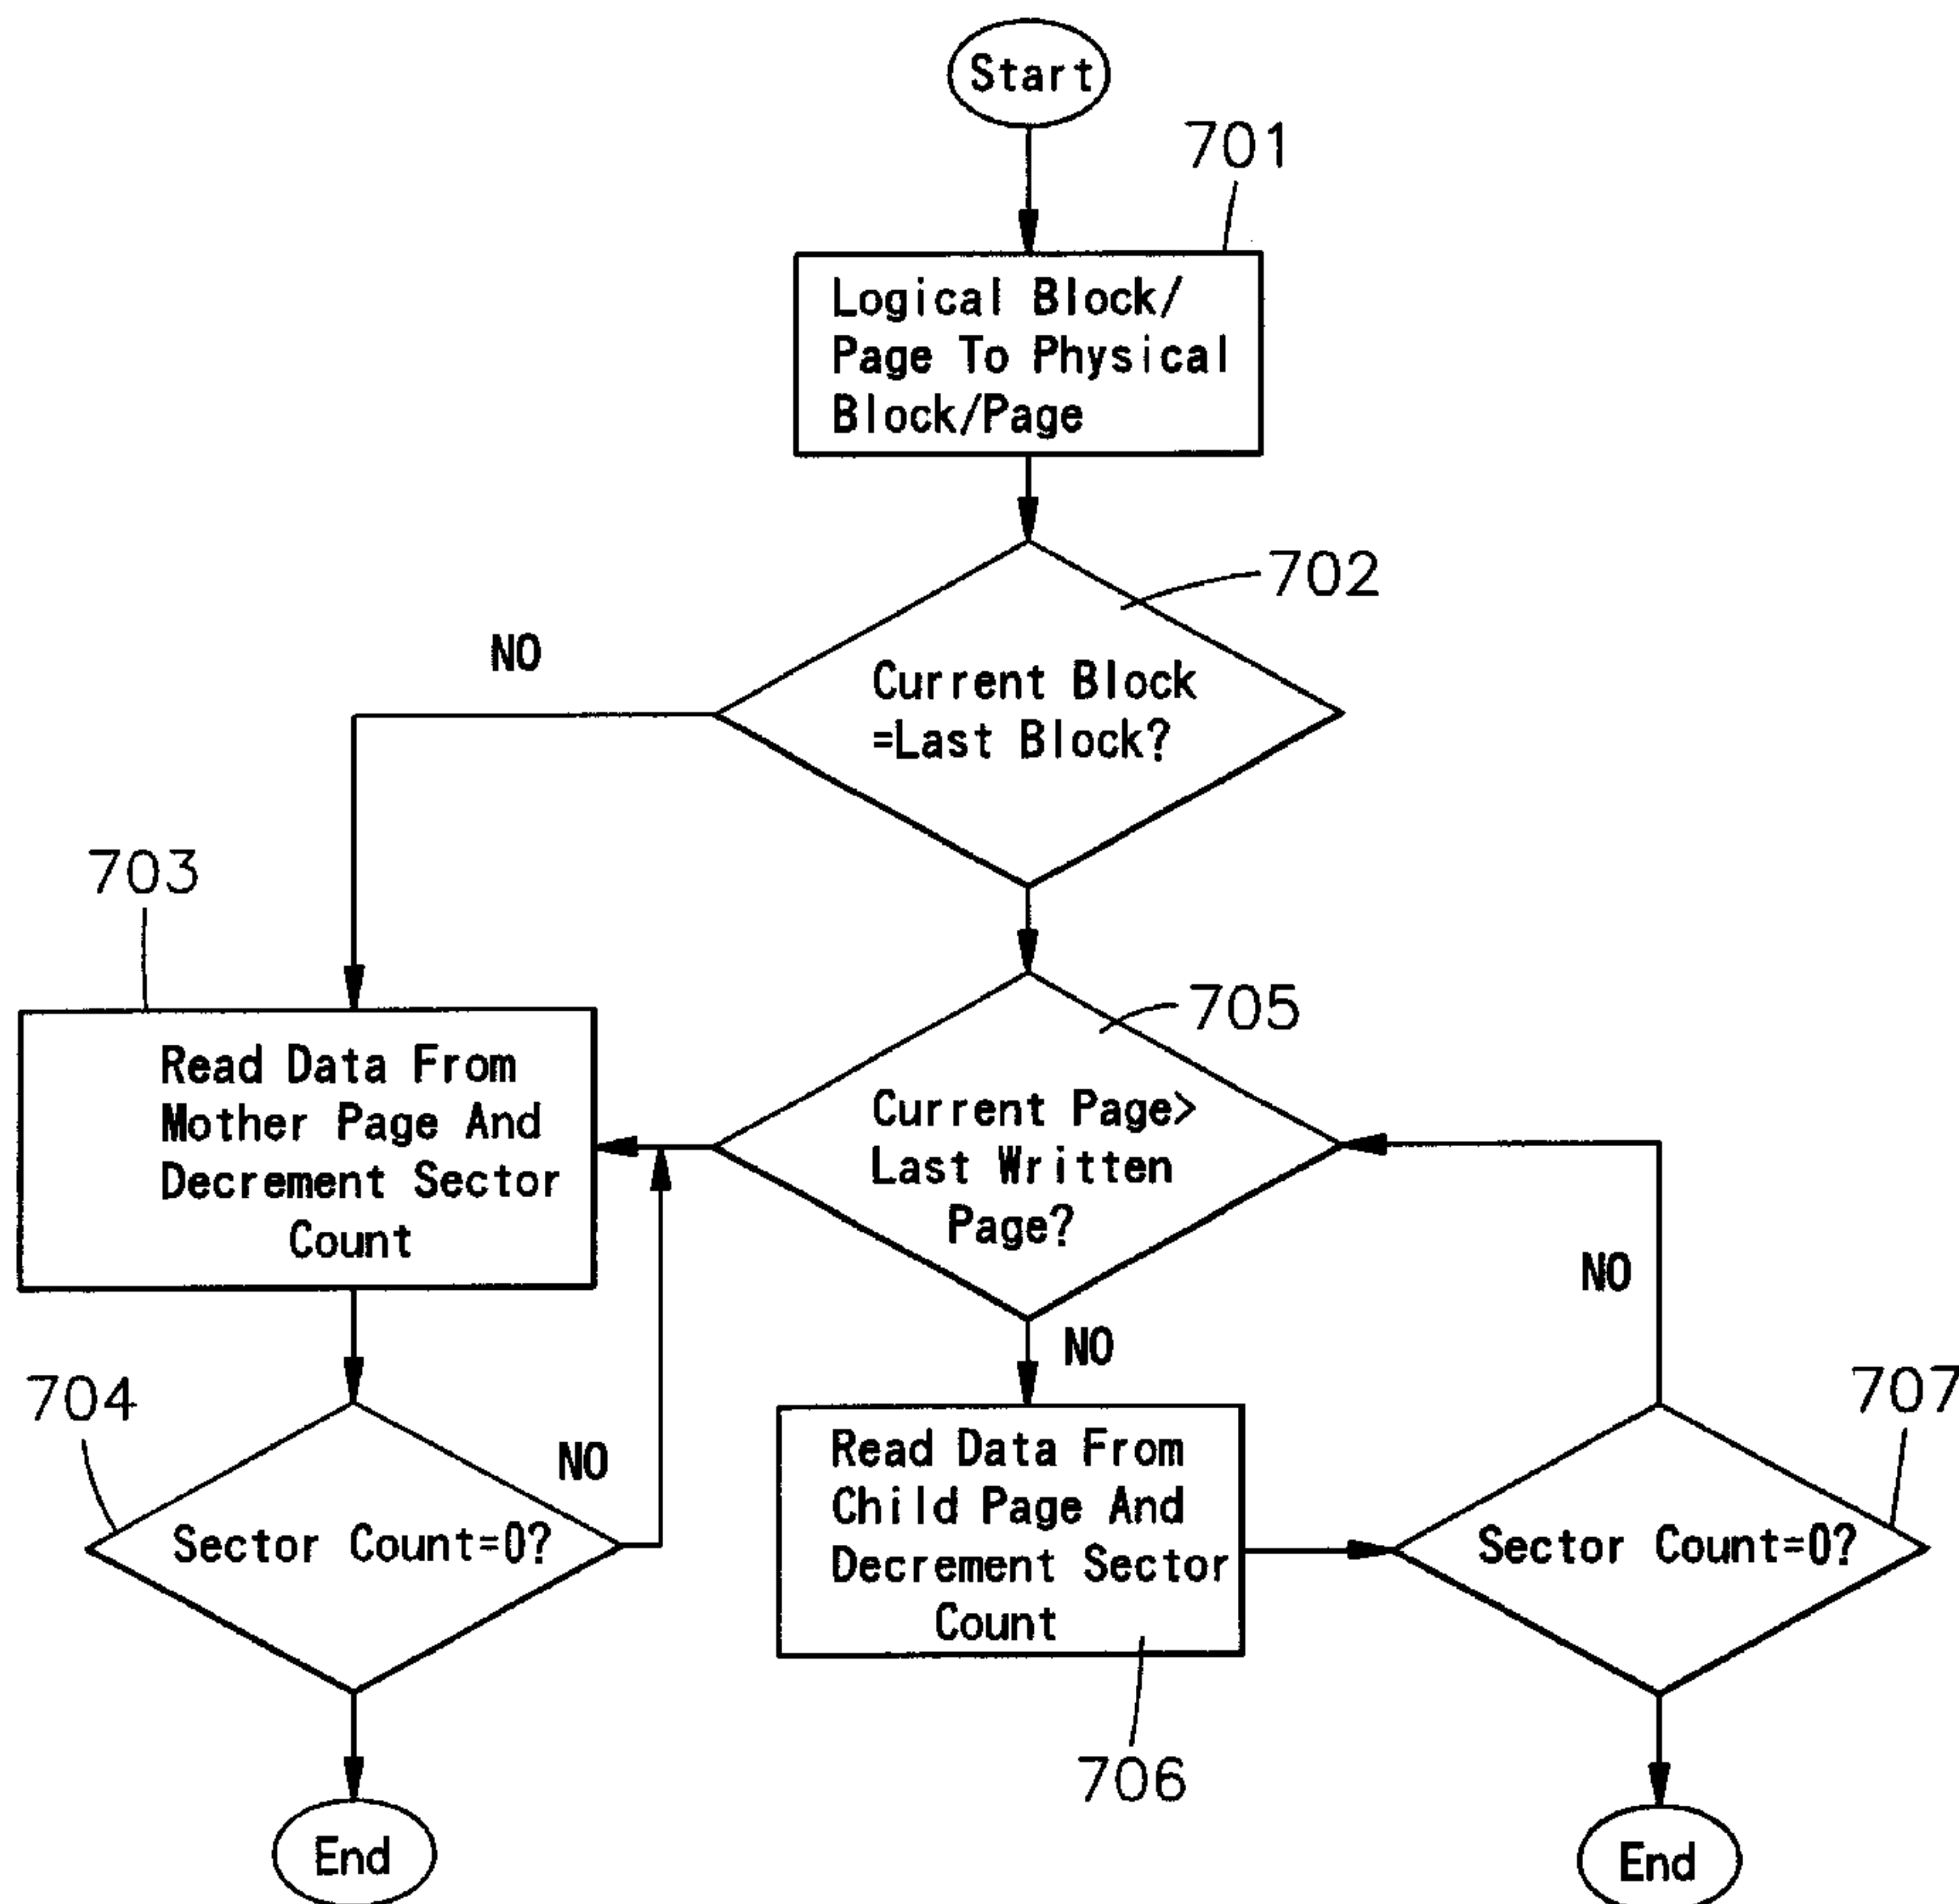 Start
701
Logical Block/
Page To Physical
Block/Page
702
NO
Current Block
=Last Block?
703
705
Read Data From
Mother Page And
Decrement Sector
Count
Current Page>
Last Written
Page?
NO
NO
704
707
NO
Read Data From
Child Page And
Decrement Sector
Count
Sector Count=0?
Sector Count=0?
706
End
End